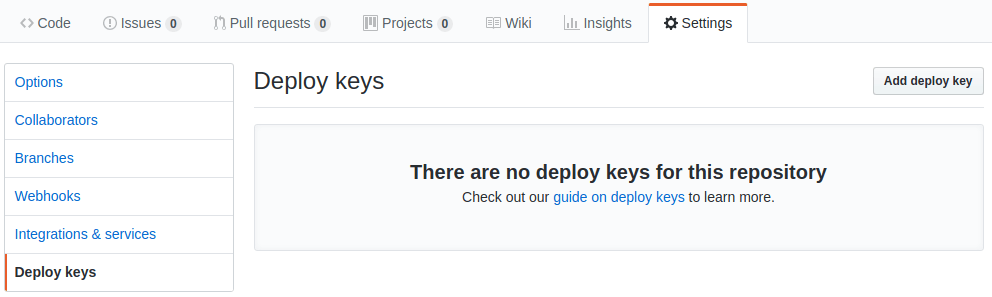 Code Issues 0 Pull requests 0 Projects 0 Wiki Insights Settings
Options
Collaborators
Branches
Webhooks
Integrations & services
Deploy keys
Deploy keys Add deploy key
There are no deploy keys for this repository
Check out our guide on deploy keys to learn more.